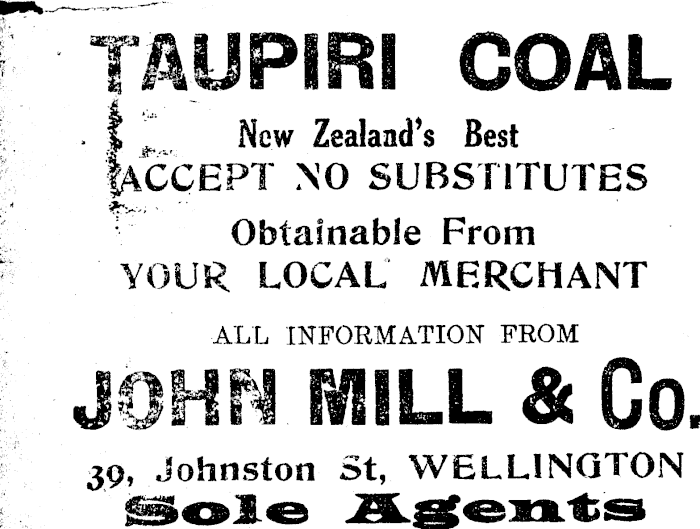 TAUPIRI COAL
New Zealand's Best
ACCEPT NO SUBSTITUTES
Obtainable From
YOUR LOCAL MERCHANT
ALL INFORMATION FROM
JOHN MILL & Co.
39, Johnston St, WELLINGTON
Sole Agents